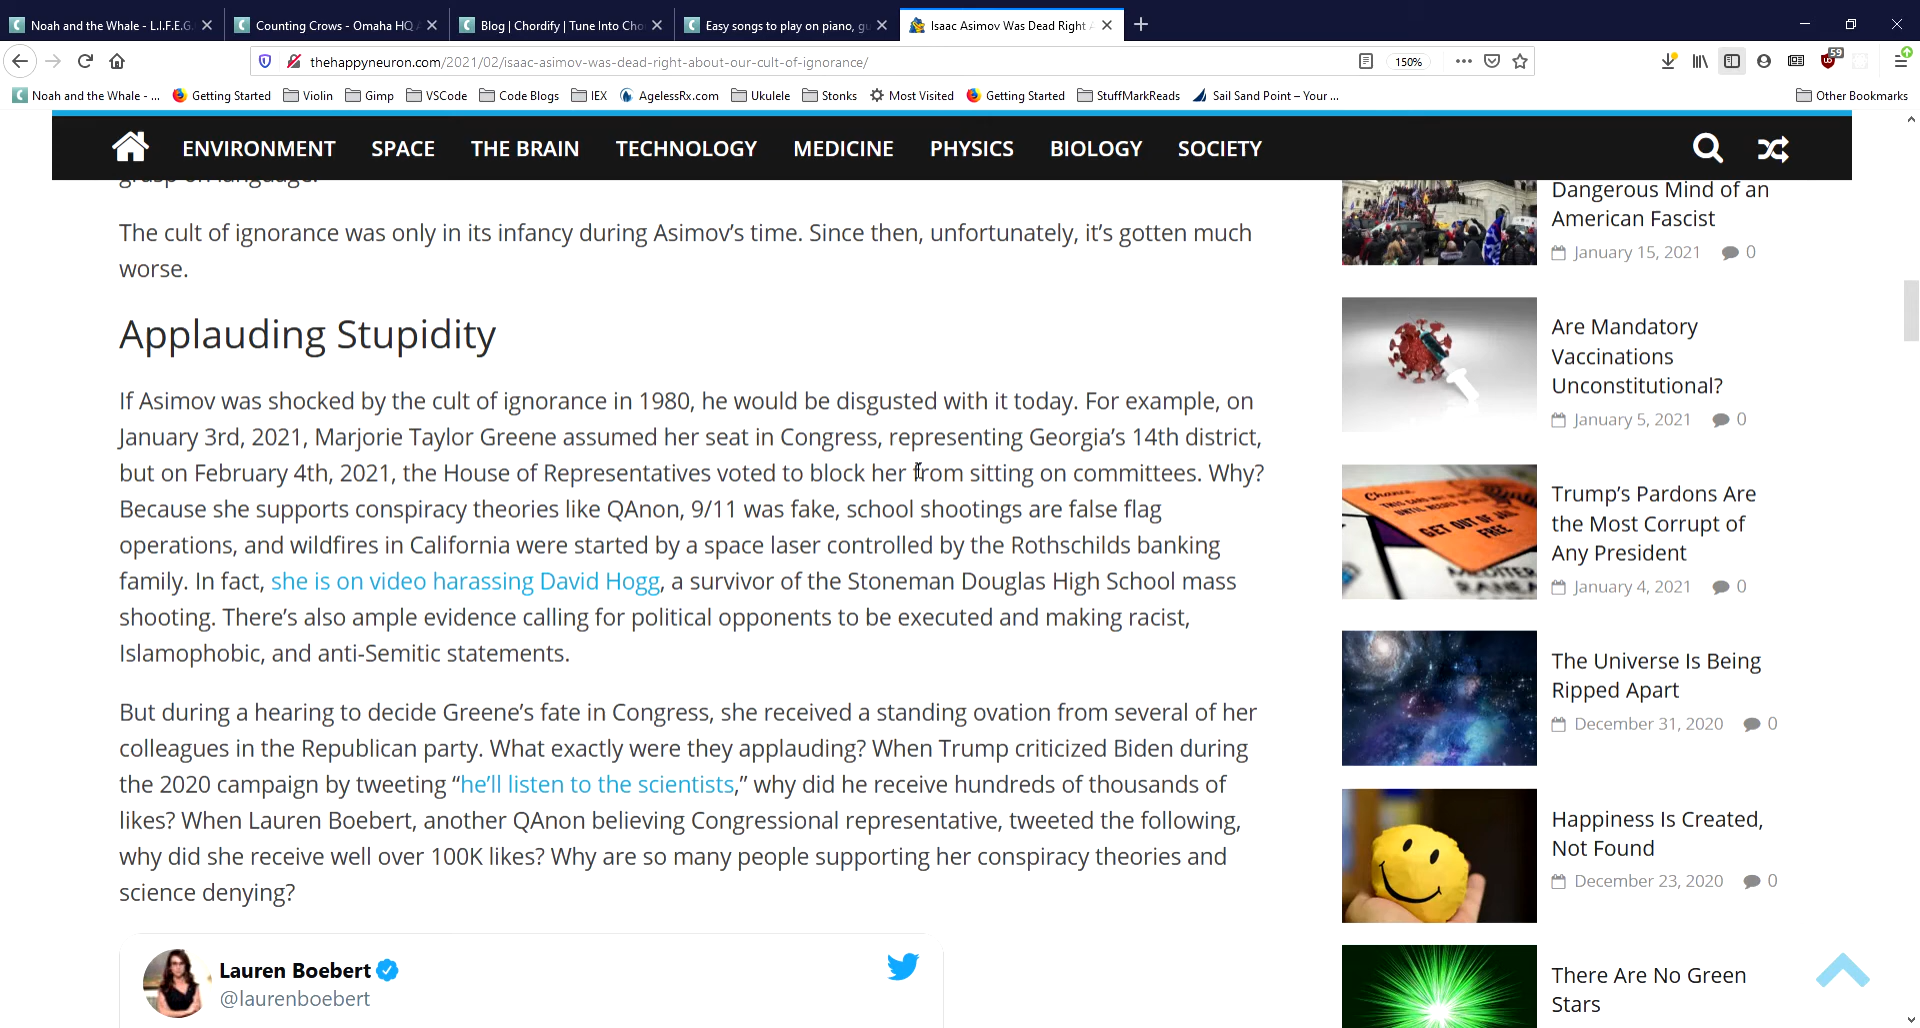 Noah and the Whale - L.I.F.E.G.
Counting Crows - Omaha HQ
Blog | Chordify | Tune Into Cho
Easy songs to play on piano, gu
Isaac Asimov Was Dead Right
thehappyneuron.com/2021/02/isaac-asimov-was-dead-right-about-our-cult-of-ignorance/
150%
59
Noah and the Whale - ...
Getting Started
Violin
Gimp
VSCode
Code Blogs
IEX
AgelessRx.com
Ukulele
Stonks
Most Visited
Getting Started
StuffMarkReads
Sail Sand Point – Your ...
Other Bookmarks
ENVIRONMENT
SPACE
THE BRAIN
TECHNOLOGY
MEDICINE
PHYSICS
BIOLOGY
SOCIETY
grasp on language.
The cult of ignorance was only in its infancy during Asimov’s time. Since then, unfortunately, it’s gotten much
worse.
Applauding Stupidity
If Asimov was shocked by the cult of ignorance in 1980, he would be disgusted with it today. For example, on
January 3rd, 2021, Marjorie Taylor Greene assumed her seat in Congress, representing Georgia’s 14th district,
but on February 4th, 2021, the House of Representatives voted to block her from sitting on committees. Why?
Because she supports conspiracy theories like QAnon, 9/11 was fake, school shootings are false flag
operations, and wildfires in California were started by a space laser controlled by the Rothschilds banking
family. In fact, she is on video harassing David Hogg, a survivor of the Stoneman Douglas High School mass
shooting. There’s also ample evidence calling for political opponents to be executed and making racist,
Islamophobic, and anti-Semitic statements.
But during a hearing to decide Greene’s fate in Congress, she received a standing ovation from several of her
colleagues in the Republican party. What exactly were they applauding? When Trump criticized Biden during
the 2020 campaign by tweeting “he’ll listen to the scientists,” why did he receive hundreds of thousands of
likes? When Lauren Boebert, another QAnon believing Congressional representative, tweeted the following,
why did she receive well over 100K likes? Why are so many people supporting her conspiracy theories and
science denying?
Lauren Boebert
@laurenboebert
Dangerous Mind of an
American Fascist
January 15, 2021
0
Are Mandatory
Vaccinations
Unconstitutional?
January 5, 2021
0
Chance
GET OUT OF JAIL
FREE
Trump’s Pardons Are
the Most Corrupt of
Any President
January 4, 2021
0
The Universe Is Being
Ripped Apart
December 31, 2020
0
Happiness Is Created,
Not Found
December 23, 2020
0
There Are No Green
Stars